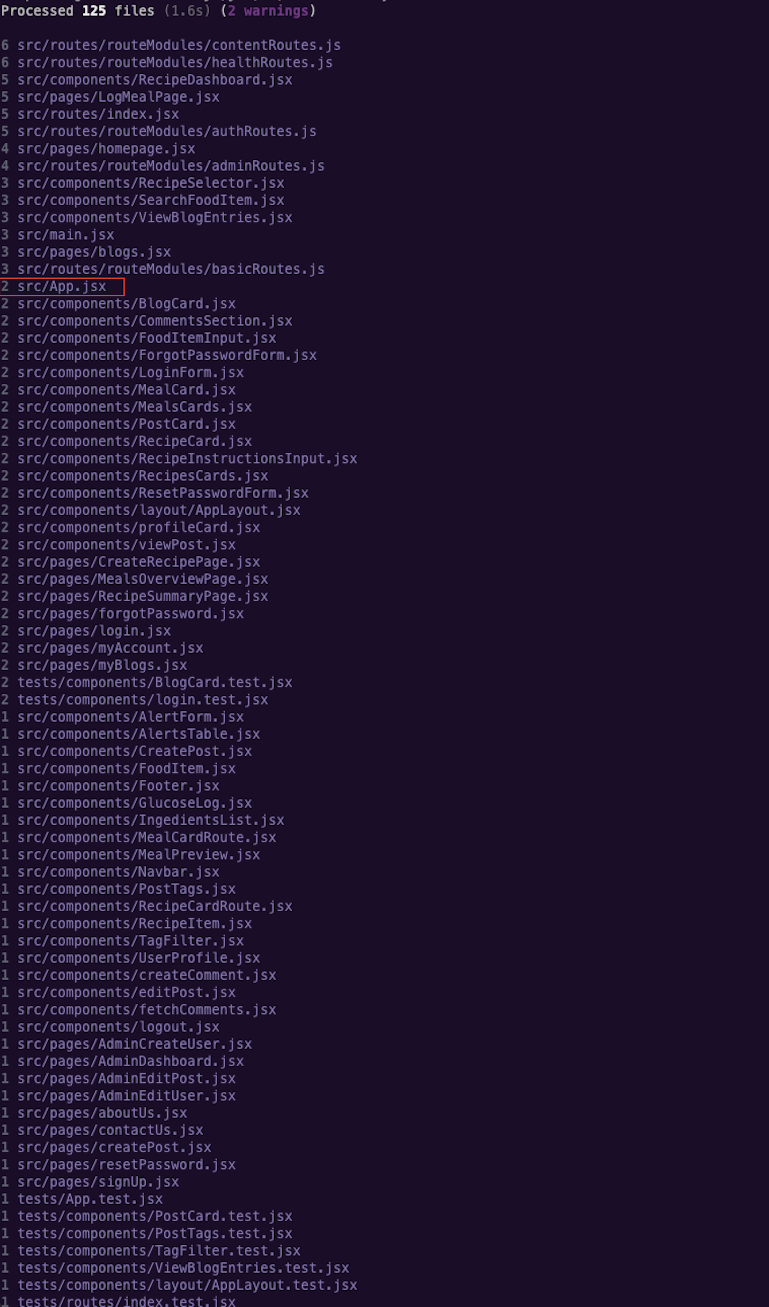 Processed 125 files (1.6s) (2 warnings)
6 src/routes/routeModules/contentRoutes.js
6 src/routes/routeModules/healthRoutes.js
5 src/components/RecipeDashboard.jsx
5 src/pages/LogMealPage.jsx
5 src/routes/index.jsx
5 src/routes/routeModules/authRoutes.js
4 src/pages/homepage.jsx
4 src/routes/routeModules/adminRoutes.js
3 src/components/RecipeSelector.jsx
3 src/components/SearchFoodItem.jsx
3 src/components/ViewBlogEntries.jsx
3 src/main.jsx
3 src/pages/blogs.jsx
3 src/routes/routeModules/basicRoutes.js
2 src/App.jsx
2 src/components/BlogCard.jsx
2 src/components/CommentsSection.jsx
2 src/components/FoodItemInput.jsx
2 src/components/ForgotPasswordForm.jsx
2 src/components/LoginForm.jsx
2 src/components/MealCard.jsx
2 src/components/MealsCards.jsx
2 src/components/PostCard.jsx
2 src/components/RecipeCard.jsx
2 src/components/RecipeInstructionsInput.jsx
2 src/components/RecipesCards.jsx
2 src/components/ResetPasswordForm.jsx
2 src/components/layout/AppLayout.jsx
2 src/components/profileCard.jsx
2 src/components/viewPost.jsx
2 src/pages/CreateRecipePage.jsx
2 src/pages/MealsOverviewPage.jsx
2 src/pages/RecipeSummaryPage.jsx
2 src/pages/forgotPassword.jsx
2 src/pages/login.jsx
2 src/pages/myAccount.jsx
2 src/pages/myBlogs.jsx
2 tests/components/BlogCard.test.jsx
2 tests/components/login.test.jsx
1 src/components/AlertForm.jsx
1 src/components/AlertsTable.jsx
1 src/components/CreatePost.jsx
1 src/components/FoodItem.jsx
1 src/components/Footer.jsx
1 src/components/GlucoseLog.jsx
1 src/components/IngedientsList.jsx
1 src/components/MealCardRoute.jsx
1 src/components/MealPreview.jsx
1 src/components/Navbar.jsx
1 src/components/PostTags.jsx
1 src/components/RecipeCardRoute.jsx
1 src/components/RecipeItem.jsx
1 src/components/TagFilter.jsx
1 src/components/UserProfile.jsx
1 src/components/createComment.jsx
1 src/components/editPost.jsx
1 src/components/fetchComments.jsx
1 src/components/logout.jsx
1 src/pages/AdminCreateUser.jsx
1 src/pages/AdminDashboard.jsx
1 src/pages/AdminEditPost.jsx
1 src/pages/AdminEditUser.jsx
1 src/pages/aboutUs.jsx
1 src/pages/contactUs.jsx
1 src/pages/createPost.jsx
1 src/pages/resetPassword.jsx
1 src/pages/signUp.jsx
1 tests/App.test.jsx
1 tests/components/PostCard.test.jsx
1 tests/components/PostTags.test.jsx
1 tests/components/TagFilter.test.jsx
1 tests/components/ViewBlogEntries.test.jsx
1 tests/components/layout/AppLayout.test.jsx
1 tests/routes/index.test.jsx